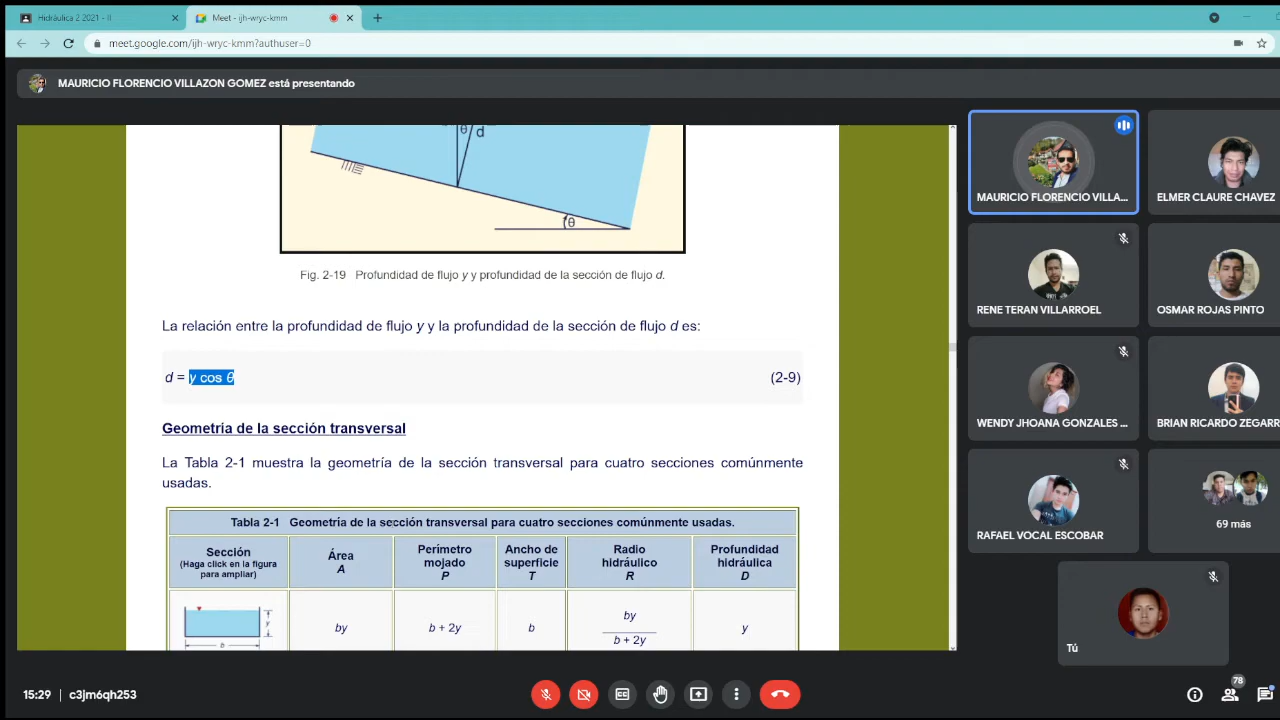 Hidráulica 2 2021 - II
Meet - ijh-wryc-kmm
meet.google.com/ijh-wryc-kmm?authuser=0
MAURICIO FLORENCIO VILLAZON GOMEZ está presentando
θ d
θ
Fig. 2-19 Profundidad de flujo y y profundidad de la sección de flujo d.
La relación entre la profundidad de flujo y y la profundidad de la sección de flujo d es:
d = y cos θ (2-9)
Geometría de la sección transversal
La Tabla 2-1 muestra la geometría de la sección transversal para cuatro secciones comúnmente
usadas.
Tabla 2-1 Geometría de la sección transversal para cuatro secciones comúnmente usadas.
Sección
(Haga click en la figura
para ampliar)
Área
A
Perímetro
mojado
P
Ancho de
superficie
T
Radio
hidráulico
R
Profundidad
hidráulica
D
y
b
by
b + 2y
b
by
b + 2y
y
MAURICIO FLORENCIO VILLA...
ELMER CLAURE CHAVEZ
RENE TERAN VILLARROEL
OSMAR ROJAS PINTO
WENDY JHOANA GONZALES ...
BRIAN RICARDO ZEGARR
RAFAEL VOCAL ESCOBAR
69 más
Tú
15:29 | c3jm6qh253
78